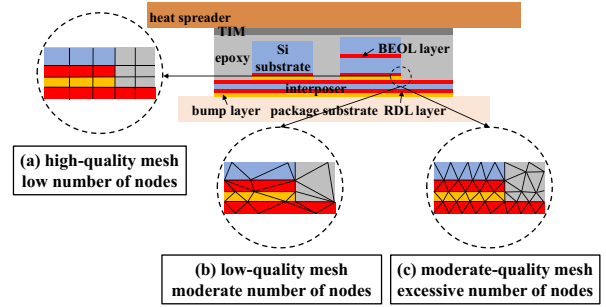 heat spreader
TIM
epoxy
Si
substrate
BEOL layer
interposer
bump layer
package substrate
RDL layer
(a) high-quality mesh
low number of nodes
(b) low-quality mesh
moderate number of nodes
(c) moderate-quality mesh
excessive number of nodes